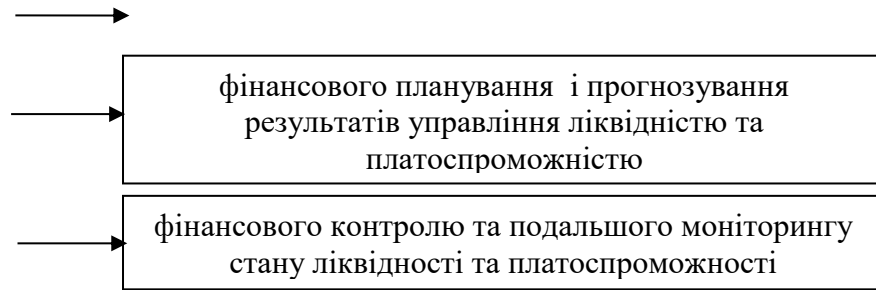 фінансового планування і прогнозування
результатів управління ліквідністю та
платоспроможністю
фінансового контролю та подальшого моніторингу
стану ліквідності та платоспроможності